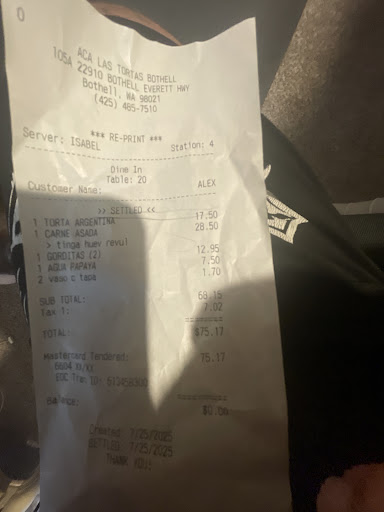 0
ACA LAS TORTAS BOTHELL
105A 22910 BOTHELL EVERETT HWY
Bothell, WA 98021
(425) 485-7510
*** RE-PRINT ***
Server: ISABEL Station: 4
Dine In
Table: 20
Customer Name: ALEX
>> SETTLED <<
1 TORTA ARGENTINA 17.50
1 CARNE ASADA 28.50
> tinga huev revul
1 GORDITAS (2) 12.95
1 AGUA PAPAYA 7.50
2 vaso c tapa 1.70
SUB TOTAL: 68.15
Tax 1: 7.02
TOTAL: $75.17
Mastercard Tendered: 75.17
Balance: $0.00
Created: 7/25/2025
SETTLED: 7/25/2025
THANK YOU!